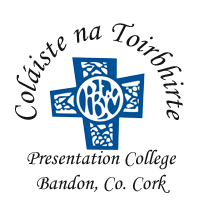 Coláiste na Toirbhirte
Presentation College
Bandon, Co. Cork